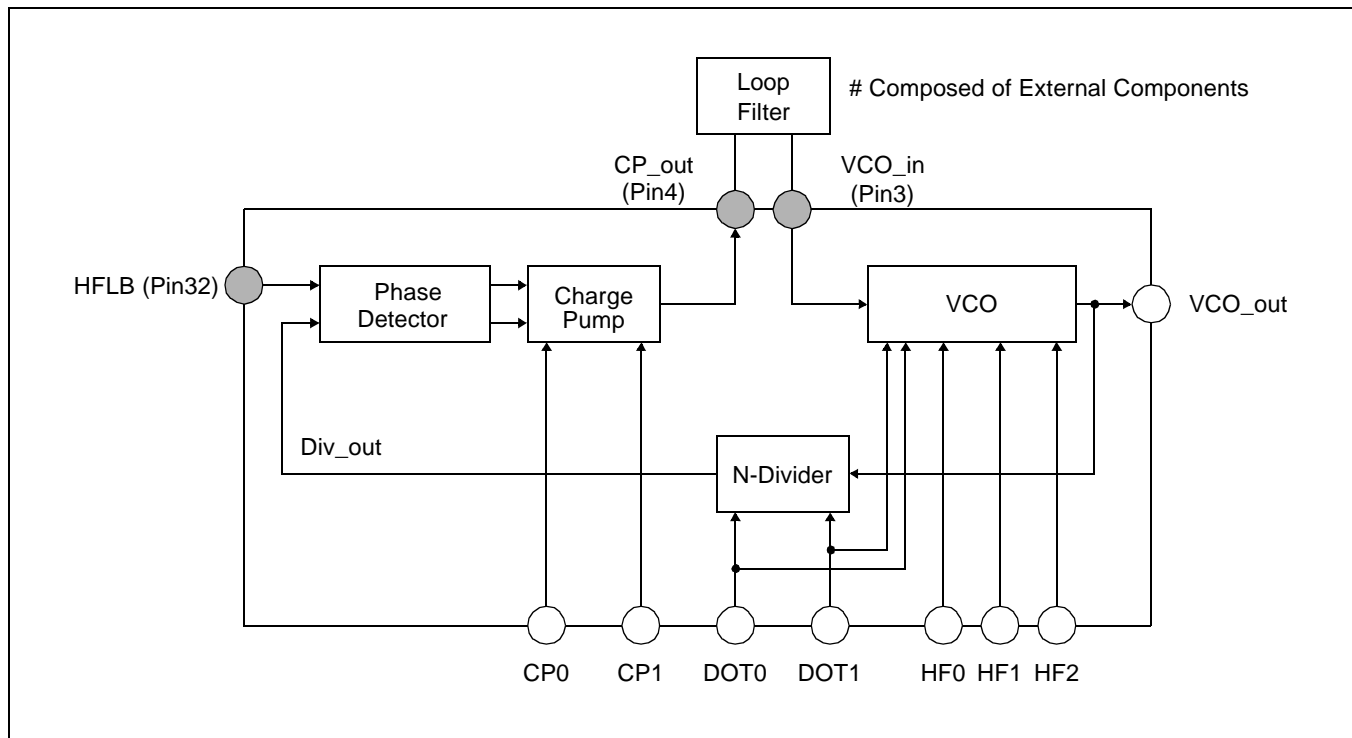 Loop
Filter
# Composed of External Components
CP_out
(Pin4)
VCO_in
(Pin3)
HFLB (Pin32)
Phase
Detector
Charge
Pump
VCO
VCO_out
Div_out
N-Divider
CP0
CP1
DOT0
DOT1
HF0
HF1
HF2